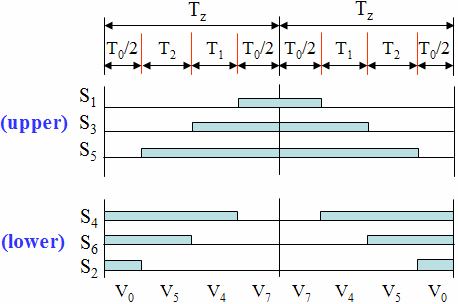 Tz Tz
T0/2 T2 T1 T0/2 T0/2 T1 T2 T0/2
S1
(upper) S3
S5
S4
(lower) S6
S2
V0 V5 V4 V7 V7 V4 V5 V0